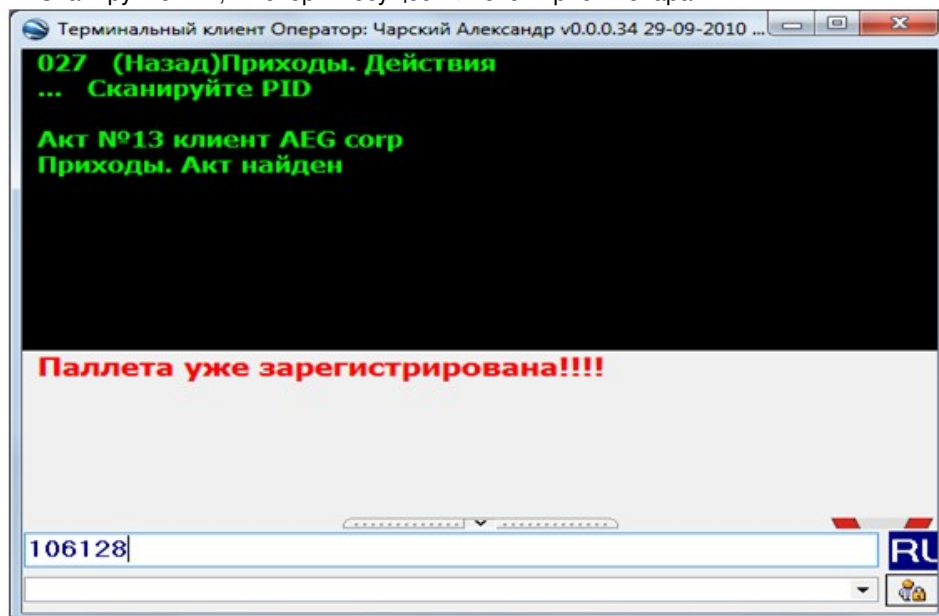 Терминальный клиент Оператор: Чарский Александр v0.0.0.34 29-09-2010 ...
027 (Назад)Приходы. Действия
... Сканируйте PID
Акт №13 клиент AEG corp
Приходы. Акт найден
Паллета уже зарегистрирована!!!!
106128
RU